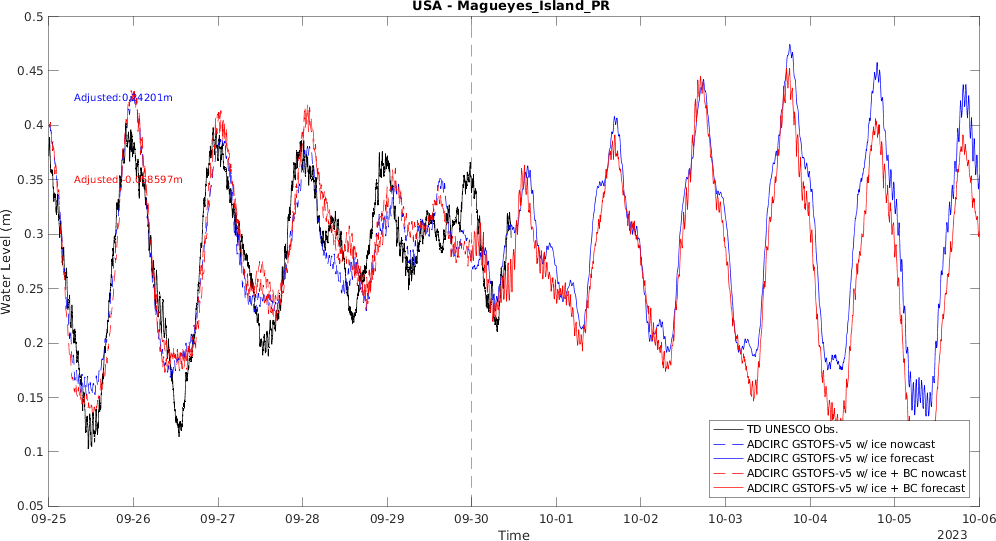 USA - Magueyes_Island_PR
0.5
0.45
0.4
0.35
0.3
0.25
0.2
0.15
0.1
0.05
Water Level (m)
Adjusted:0.24201m
TD UNESCO Obs.
ADCIRC GSTOFS-v5 w/ ice nowcast
ADCIRC GSTOFS-v5 w/ ice forecast
ADCIRC GSTOFS-v5 w/ ice + BC nowcast
ADCIRC GSTOFS-v5 w/ ice + BC forecast
09-25 09-26 09-27 09-28 09-29 09-30 10-01 10-02 10-03 10-04 10-05 10-06
Time
2023